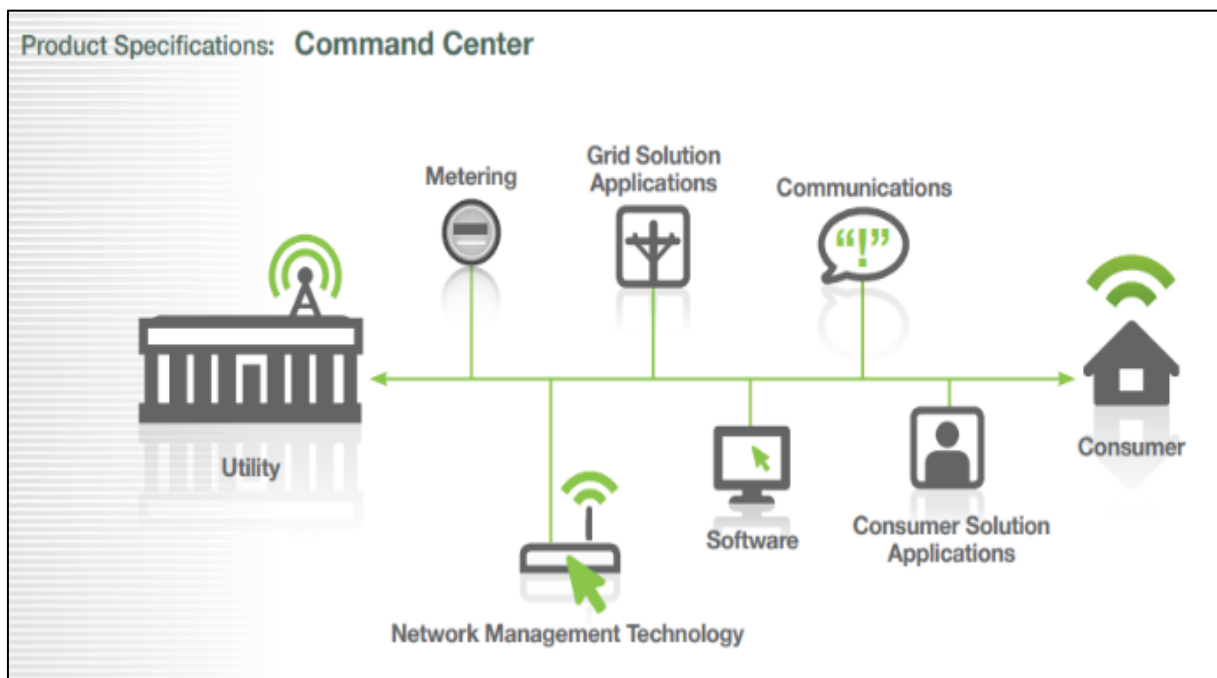 Product Specifications: Command Center
Metering
Grid Solution
Applications
Communications
“!”
Utility
Consumer
Software
Consumer Solution
Applications
Network Management Technology